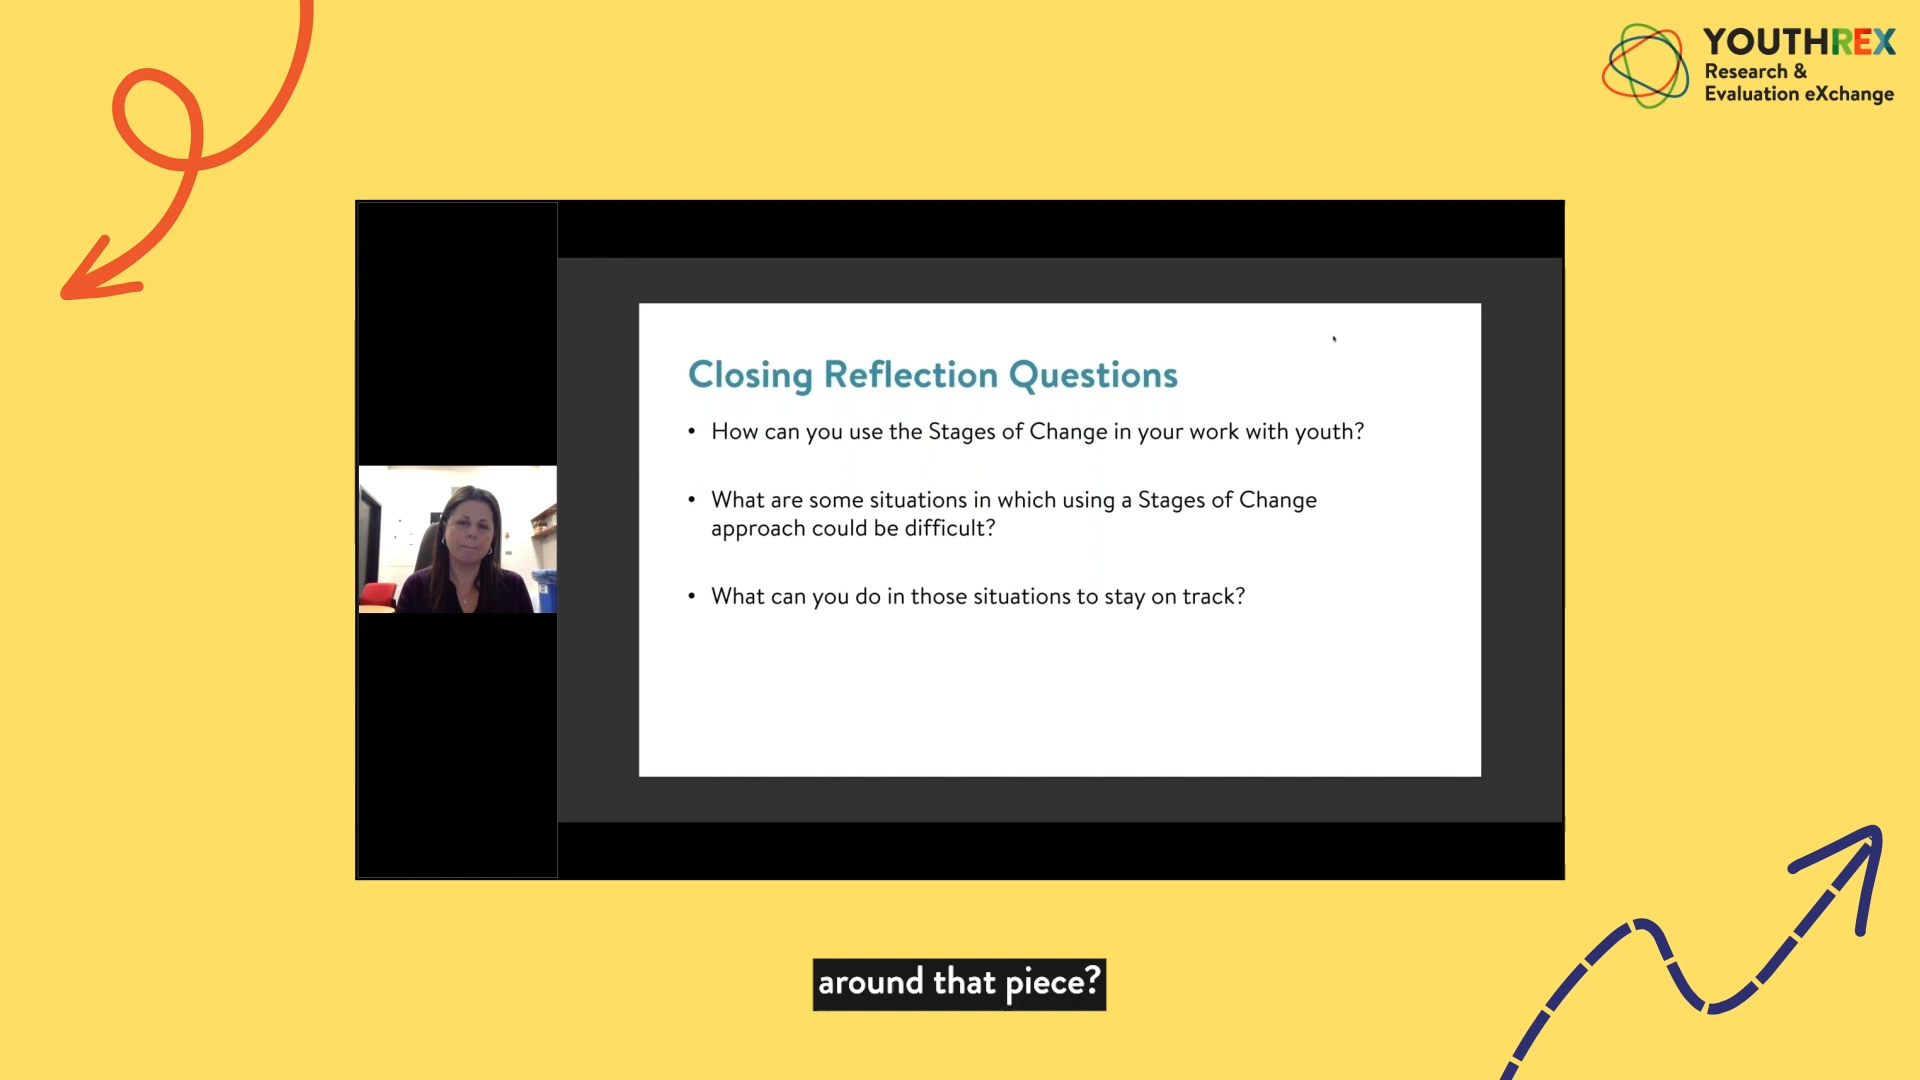 YOUTHREX
Research &
Evaluation eXchange
Closing Reflection Questions
• How can you use the Stages of Change in your work with youth?
• What are some situations in which using a Stages of Change
approach could be difficult?
• What can you do in those situations to stay on track?
around that piece?